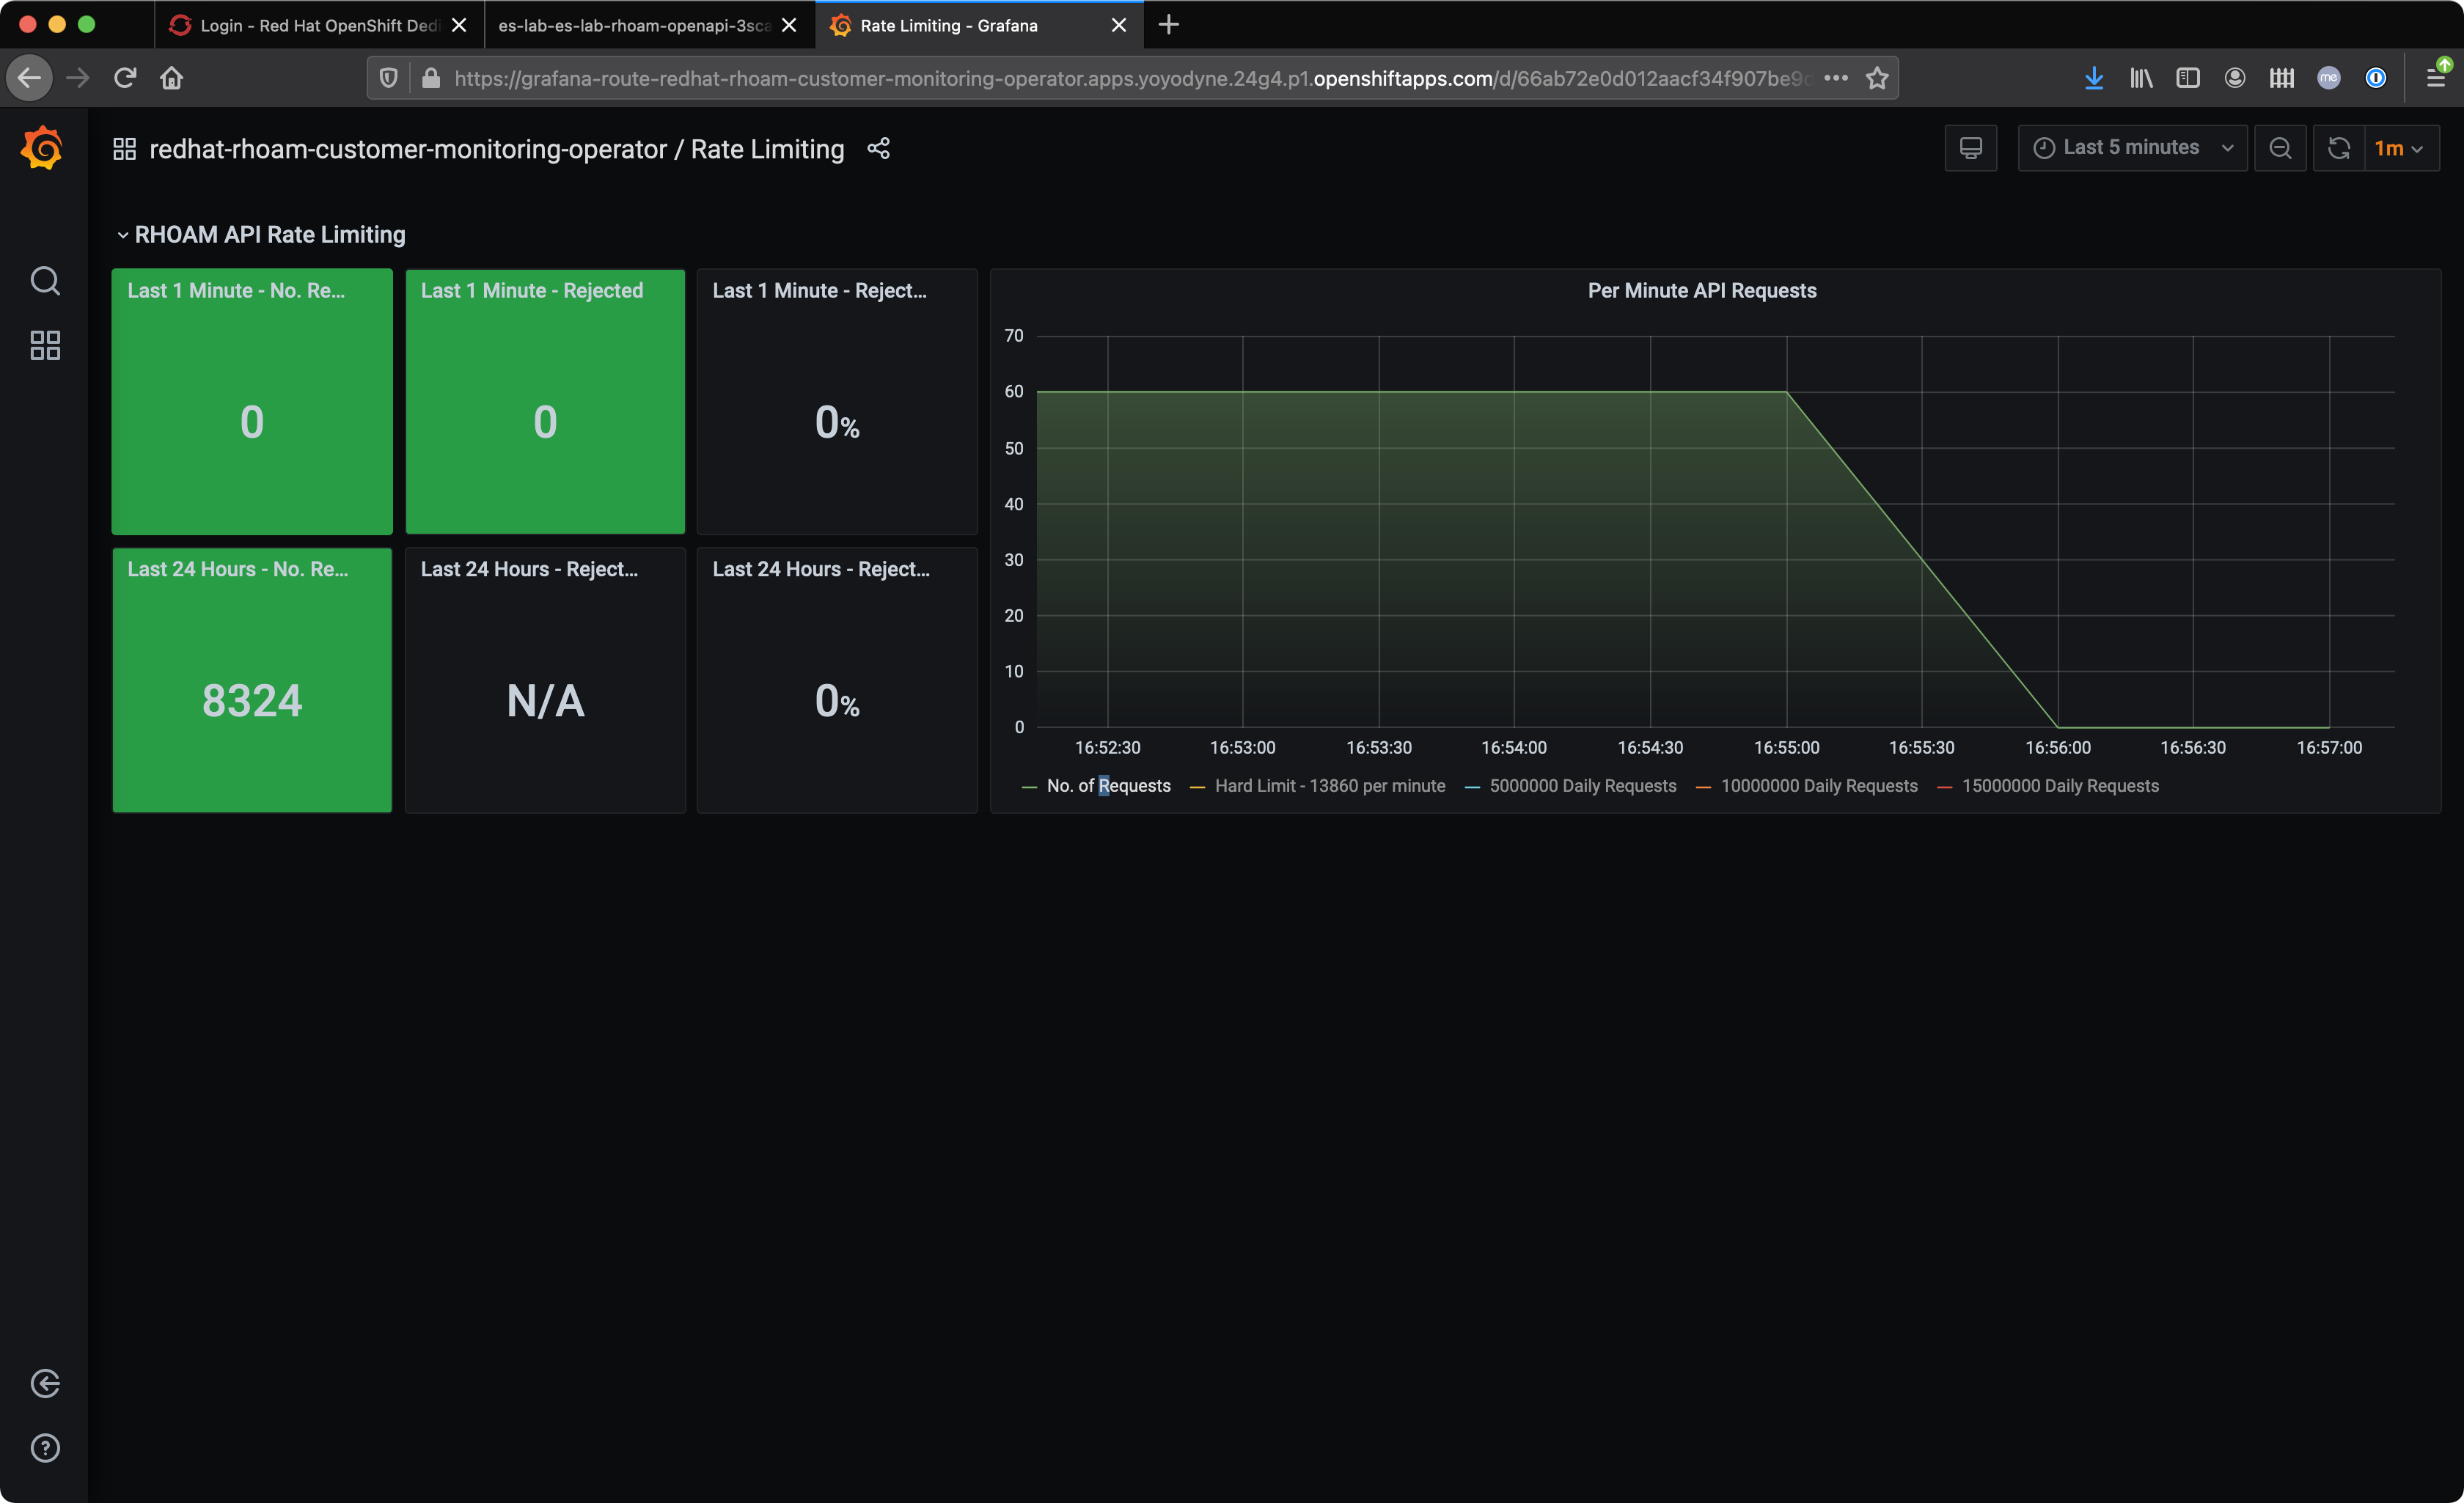 Login - Red Hat OpenShift Dedi
es-lab-es-lab-rhoam-openapi-3sca
Rate Limiting - Grafana
https://grafana-route-redhat-rhoam-customer-monitoring-operator.apps.yoyodyne.24g4.p1.openshiftapps.com/d/66ab72e0d012aacf34f907be9d
me
redhat-rhoam-customer-monitoring-operator / Rate Limiting
Last 5 minutes
1m
RHOAM API Rate Limiting
Last 1 Minute - No. Re...
0
Last 1 Minute - Rejected
0
Last 1 Minute - Reject...
0%
Last 24 Hours - No. Re...
8324
Last 24 Hours - Reject...
N/A
Last 24 Hours - Reject...
0%
Per Minute API Requests
70
60
50
40
30
20
10
0
16:52:30 16:53:00 16:53:30 16:54:00 16:54:30 16:55:00 16:55:30 16:56:00 16:56:30 16:57:00
No. of Requests Hard Limit - 13860 per minute 5000000 Daily Requests 10000000 Daily Requests 15000000 Daily Requests